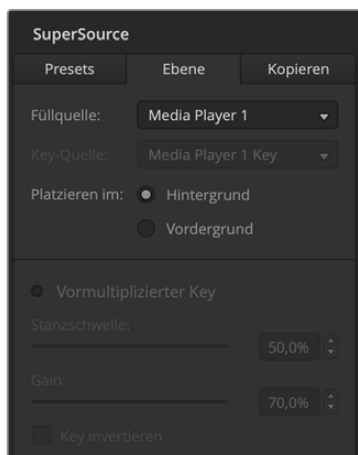 SuperSource
Presets Ebene Kopieren
Füllquelle: Media Player 1
Key-Quelle: Media Player 1 Key
Platzieren im: Hintergrund
Vordergrund
Vormultiplizierter Key
Stanzschwelle:
50,0%
Gain:
70,0%
Key invertieren